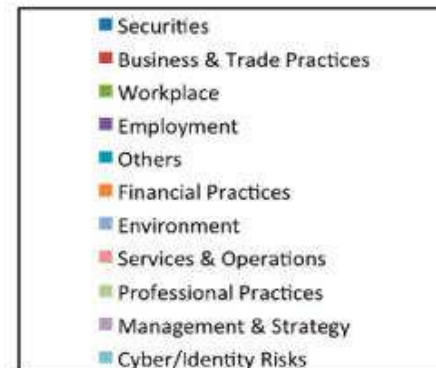 Securities
Business & Trade Practices
Workplace
Employment
Others
Financial Practices
Environment
Services & Operations
Professional Practices
Management & Strategy
Cyber/Identity Risks